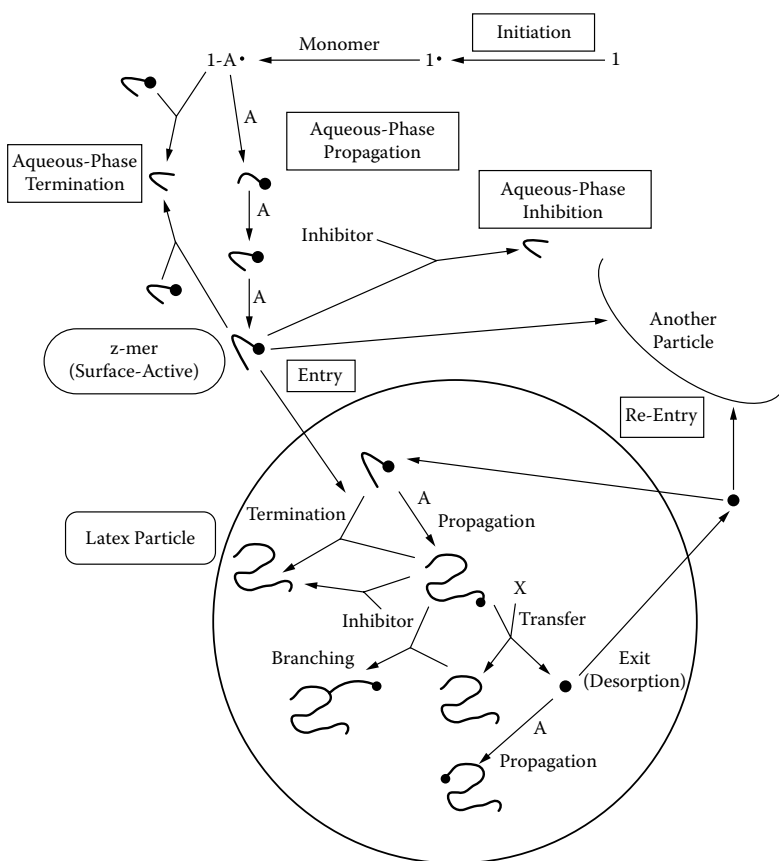 Initiation
Monomer
1-A•
1•
1
A
Aqueous-Phase
Propagation
Aqueous-Phase
Termination
A
Aqueous-Phase
Inhibition
Inhibitor
A
z-mer
(Surface-Active)
Entry
Another
Particle
Re-Entry
A
Termination
Propagation
Latex Particle
X
Inhibitor
Transfer
Branching
Exit
(Desorption)
A
Propagation